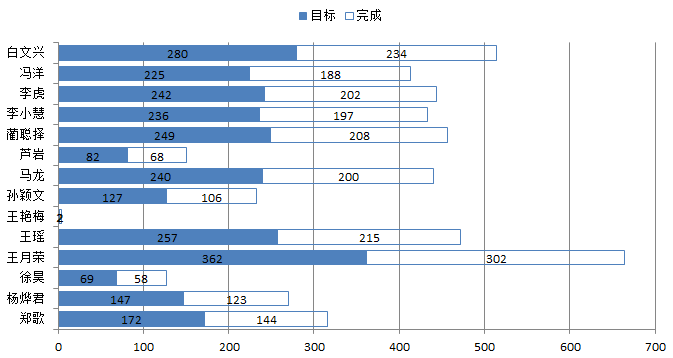 目标 完成
白文兴 280 234
冯洋 225 188
李虎 242 202
李小慧 236 197
蔺聪择 249 208
芦岩 82 68
马龙 240 200
孙颖文 127 106
王艳梅 2
王瑶 257 215
王月荣 362 302
徐昊 69 58
杨烨君 147 123
郑歌 172 144
0 100 200 300 400 500 600 700